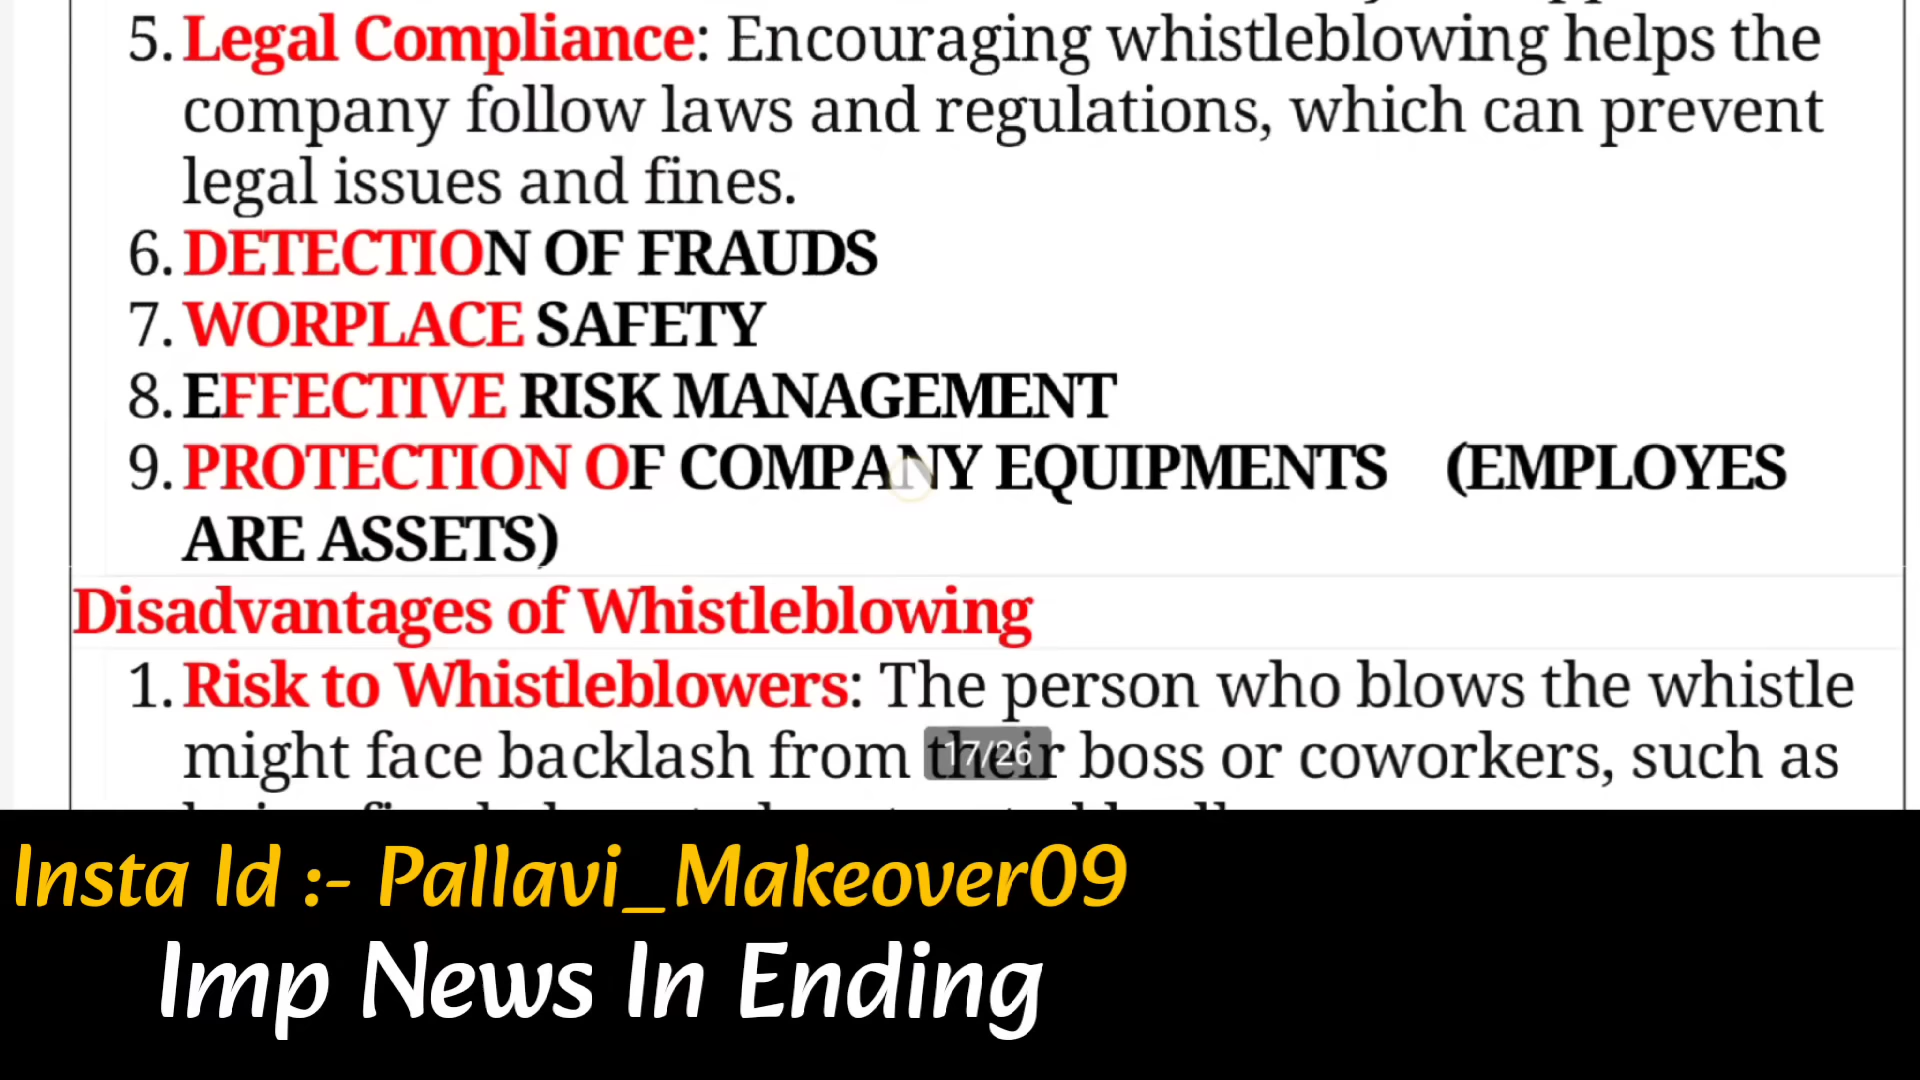 5. Legal Compliance: Encouraging whistleblowing helps the
company follow laws and regulations, which can prevent
legal issues and fines.
6. DETECTION OF FRAUDS
7. WORPLACE SAFETY
8. EFFECTIVE RISK MANAGEMENT
9. PROTECTION OF COMPANY EQUIPMENTS (EMPLOYES
ARE ASSETS)
Disadvantages of Whistleblowing
1. Risk to Whistleblowers: The person who blows the whistle
might face backlash from their boss or coworkers, such as
17/26
Insta Id :- Pallavi_Makeover09
Imp News In Ending